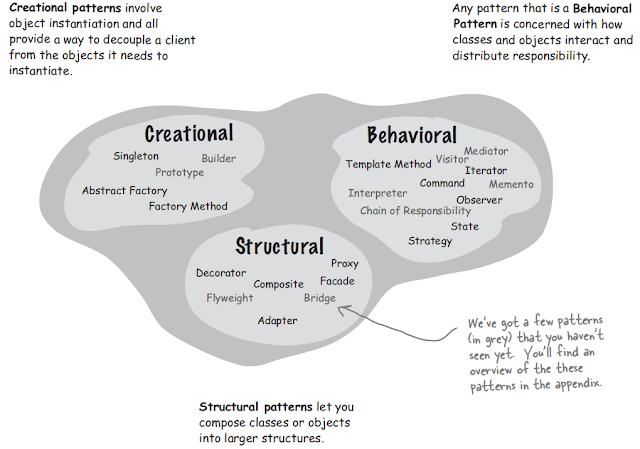 Creational patterns involve
object instantiation and all
provide a way to decouple a client
from the objects it needs to
instantiate.
Any pattern that is a Behavioral
Pattern is concerned with how
classes and objects interact and
distribute responsibility.
Creational
Singleton
Builder
Prototype
Abstract Factory
Factory Method
Behavioral
Mediator
Template Method
Visitor
Iterator
Command
Memento
Interpreter
Observer
Chain of Responsibility
State
Strategy
Structural
Proxy
Decorator
Composite
Facade
Flyweight
Bridge
Adapter
We've got a few patterns
(in grey) that you haven't
seen yet. You'll find an
overview of the these
patterns in the appendix.
Structural patterns let you
compose classes or objects
into larger structures.